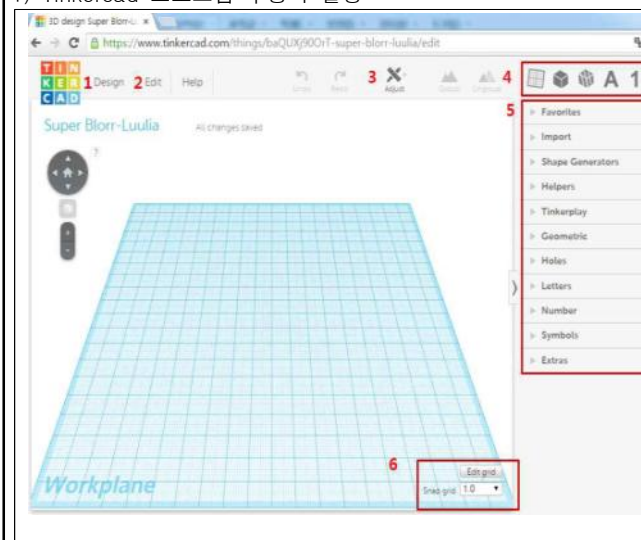 3D design Super Blorr-L
https://www.tinkercad.com/things/baQUXj90OrT-super-blorr-luulia/edit
TIN
KER
CAD
1 Design 2 Edit Help
3 Adjust
4 A 1
Undo Redo Group Ungroup
Super Blorr-Luulia All changes saved
?
5
Favorites
Import
Shape Generators
Helpers
Tinkerplay
Geometric
Holes
Letters
Number
Symbols
Extras
6
Edit grid
Snap grid 1.0
Workplane